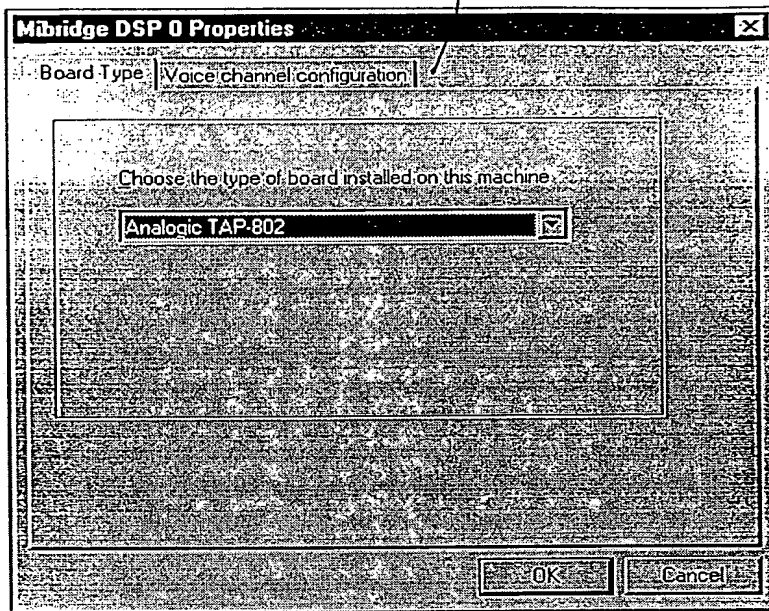 Mibridge DSP 0 Properties
Board Type
Voice channel configuration
Choose the type of board installed on this machine.
Analogic TAP-802
OK
Cancel